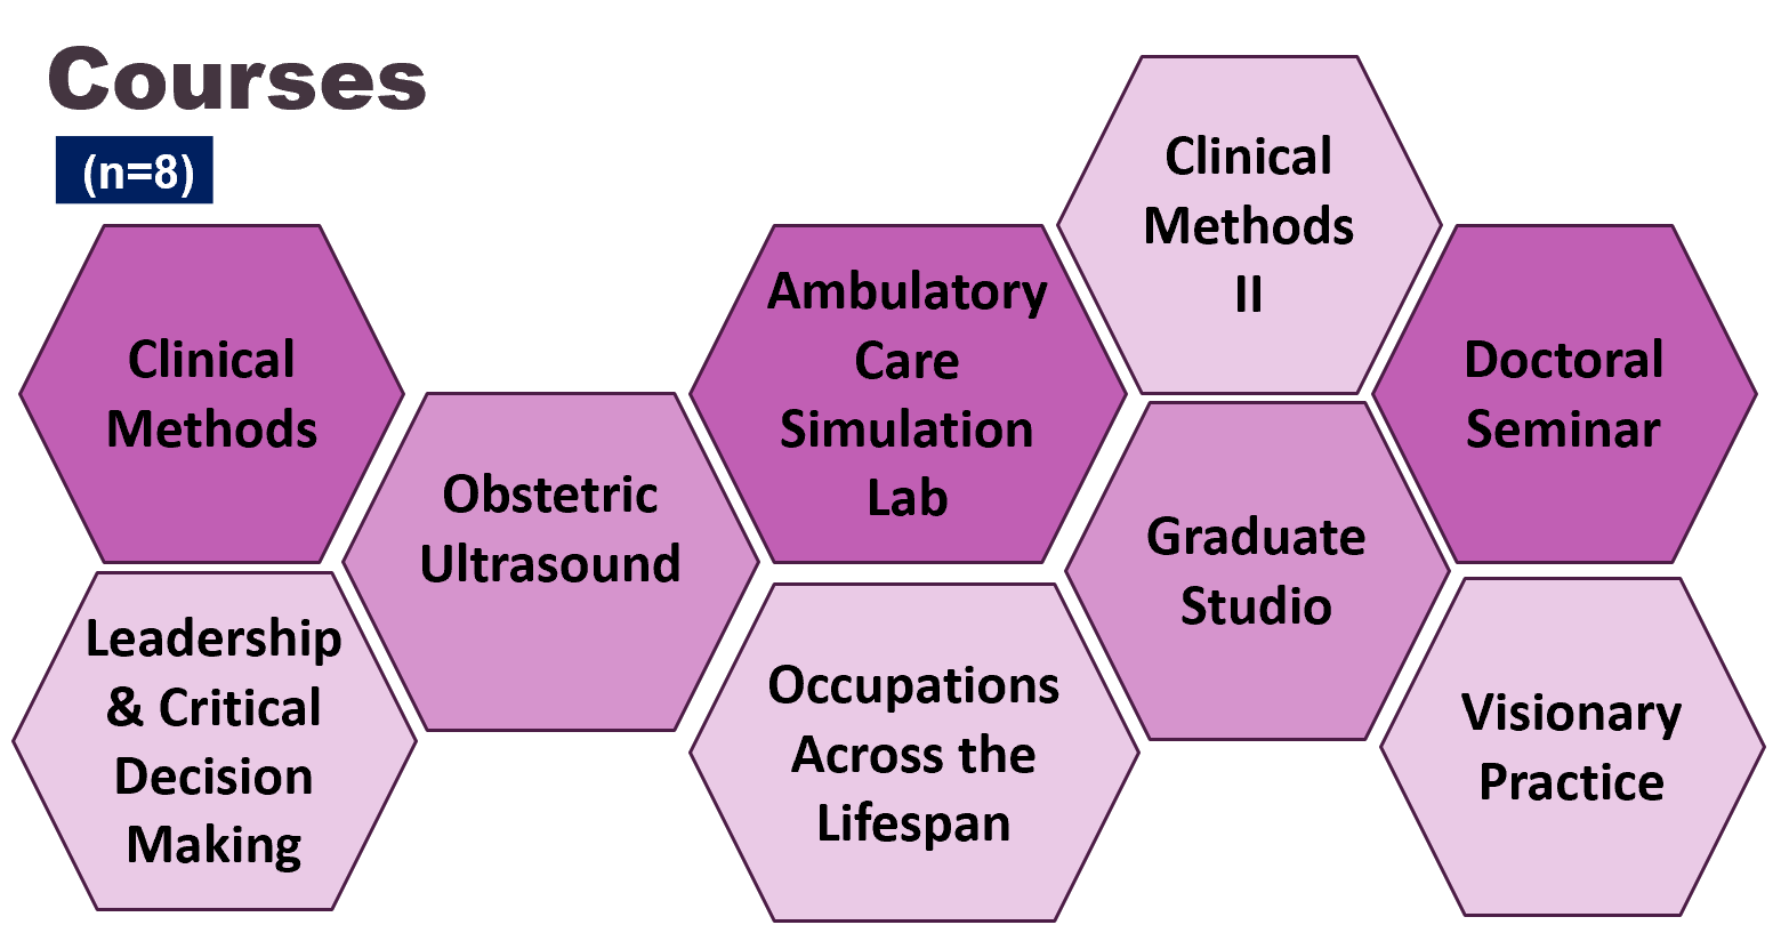 Courses
(n=8)
Clinical
Methods
Leadership
& Critical
Decision
Making
Obstetric
Ultrasound
Ambulatory
Care
Simulation
Lab
Occupations
Across the
Lifespan
Clinical
Methods
II
Graduate
Studio
Doctoral
Seminar
Visionary
Practice